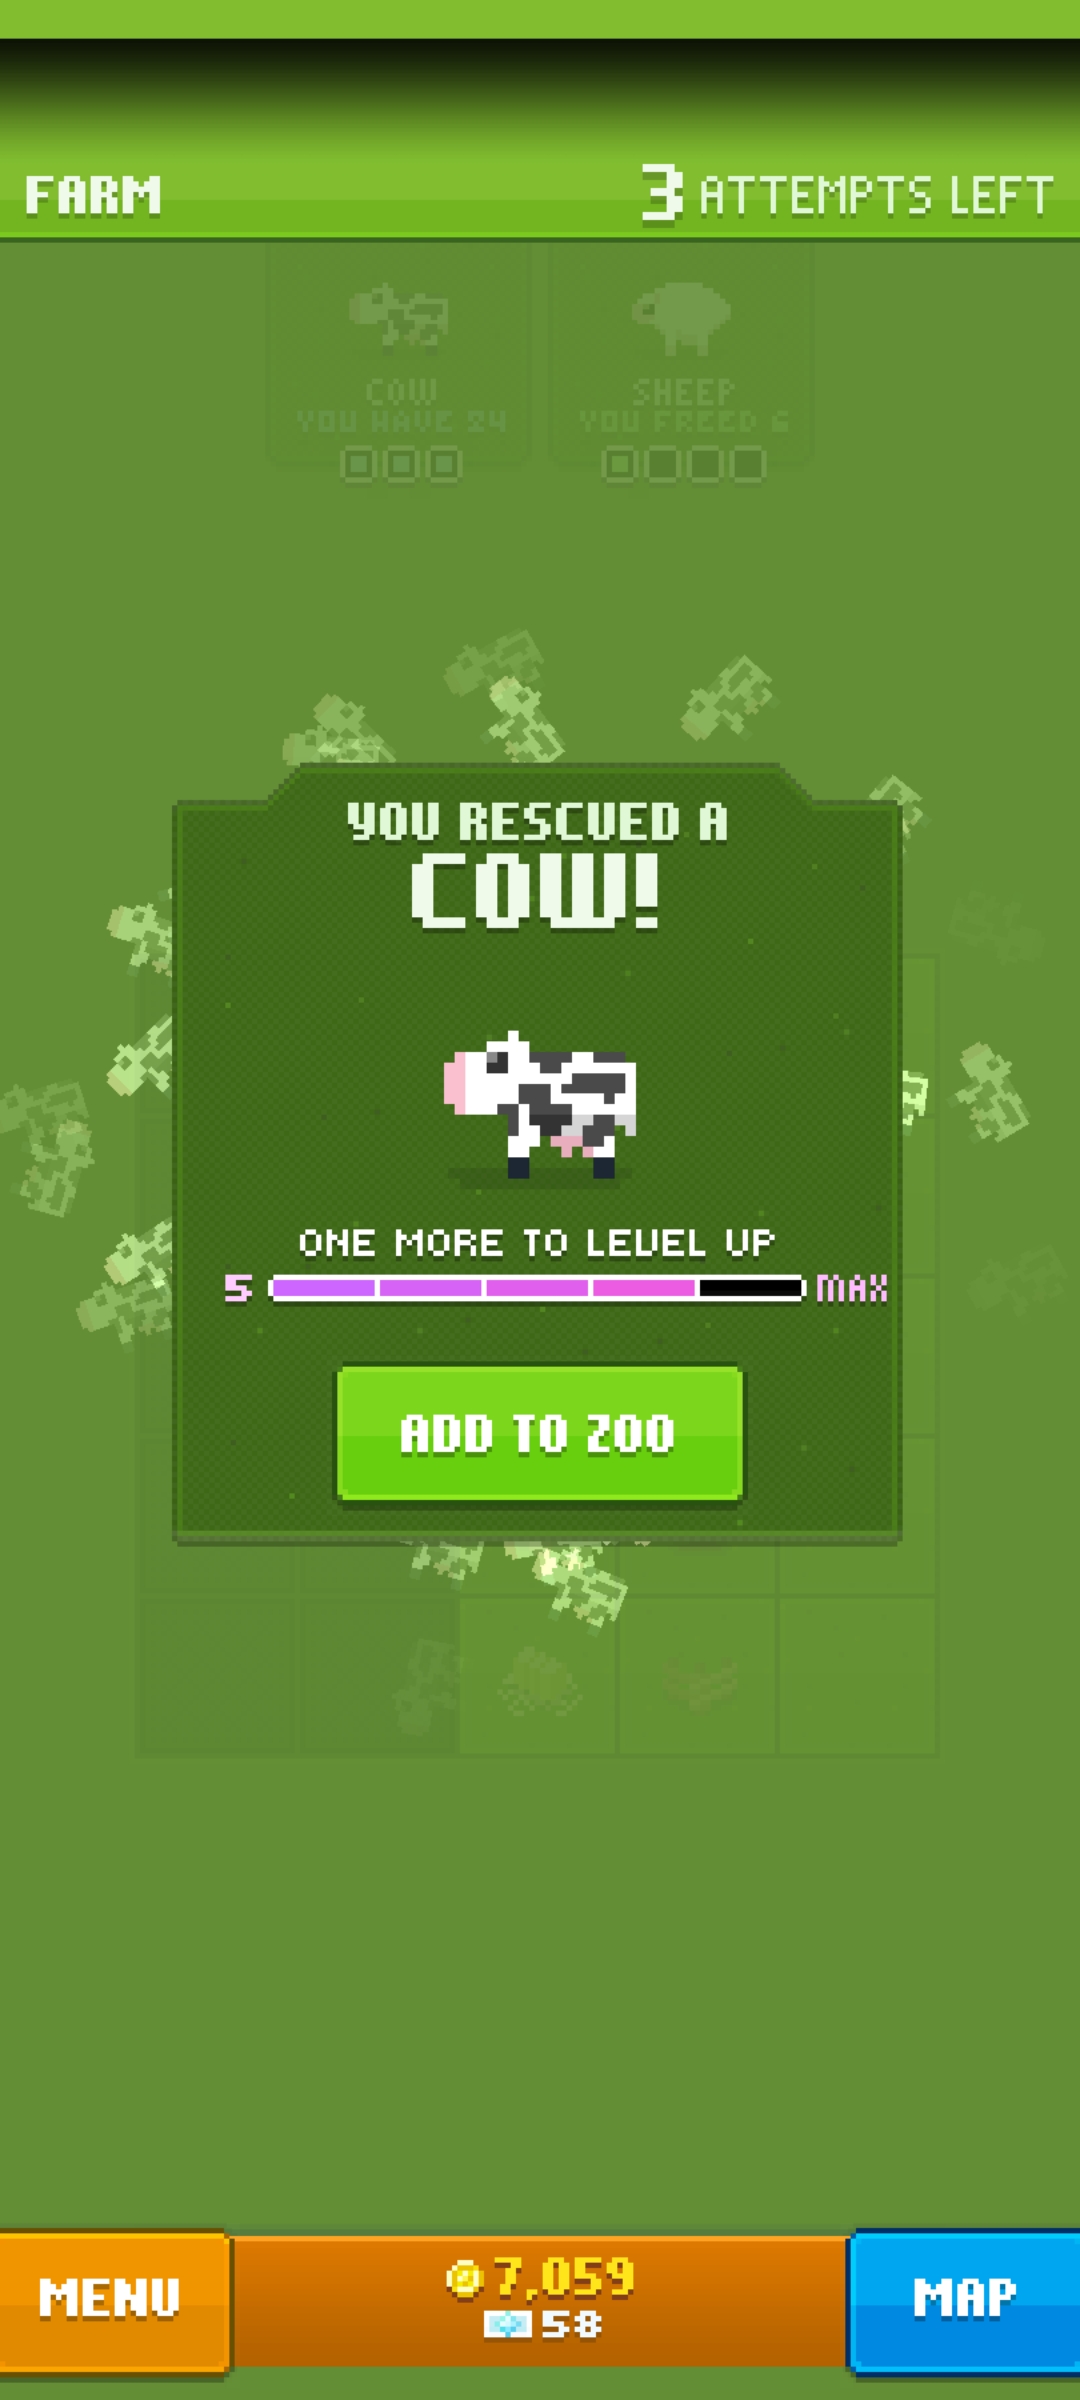 FARM
3 ATTEMPTS LEFT
COW
YOU HAVE 24
SHEEP
YOU FREED 6
YOU RESCUED A
COW!
ONE MORE TO LEVEL UP
5
MAX
ADD TO ZOO
MENU
7,059
58
MAP